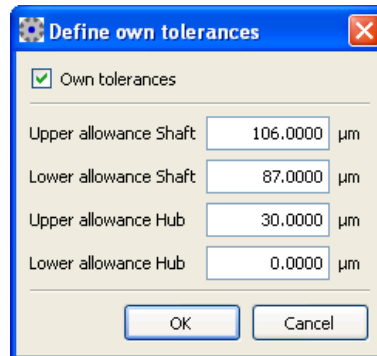 Define own tolerances
Own tolerances
Upper allowance Shaft 106.0000 µm
Lower allowance Shaft 87.0000 µm
Upper allowance Hub 30.0000 µm
Lower allowance Hub 0.0000 µm
OK Cancel